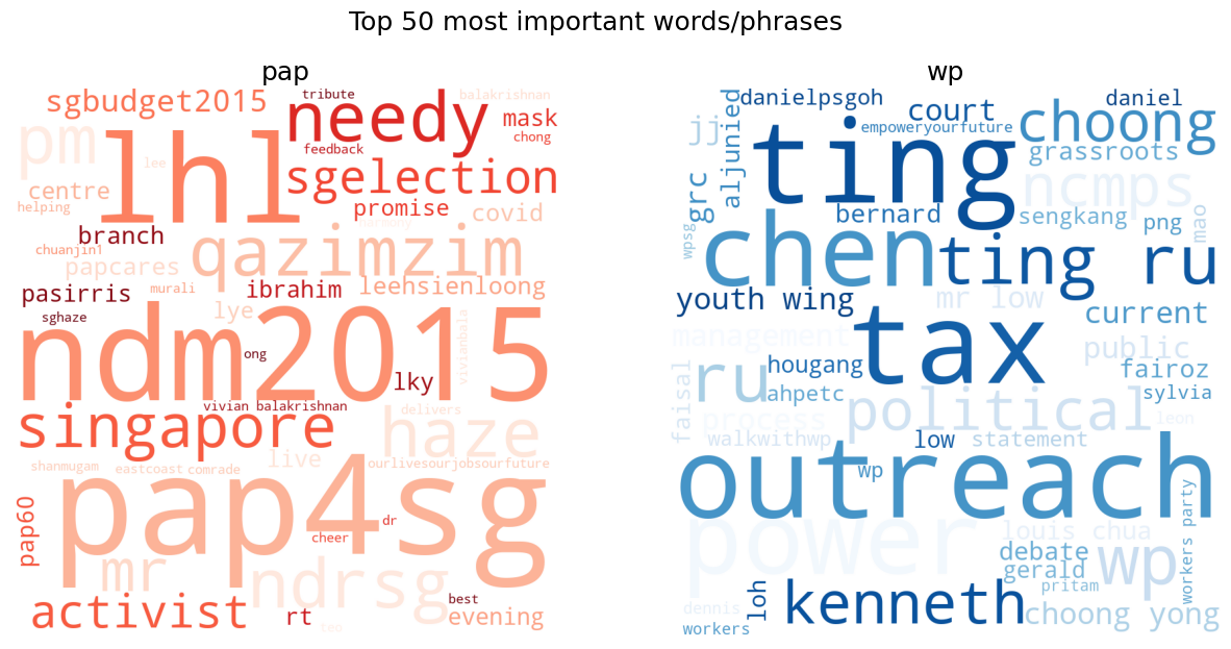 Top 50 most important words/phrases
pap
sgbudget2015
tribute
balakrishnan
needy
mask
chong
feedback
pm
lhl
lee
sgelection
centre
helping
promise
covid
harmony
branch
qazimzim
chuanjin1
papcares
murali
ibrahim
leehsienloong
pasirris
lye
sghaze
ndm2015
ong
lky
vivianbala
vivian balakrishnan
singapore
delivers
haze
live
shanmugam
eastcoast
comrade
ourlivesourjobsourfuture
pap4sg
pap60
dr
cheer
mr
ndrsg
activist
rt
best
evening
teo
wp
danielpsgoh
court
daniel
jj
aljunied
empoweryourfuture
choong
ting
grassroots
ncmps
grc
bernard
sengkang
png
mao
wpsg
chen
ting ru
youth wing
mr low
current
management
tax
public
hougang
fairoz
ru
ahpetc
sylvia
faisal
process
political
leon
walkwithwp
low
statement
wp
outreach
workers party
power
louis chua
debate
wp
gerald
pritam
loh
kenneth
choong yong
dennis
workers